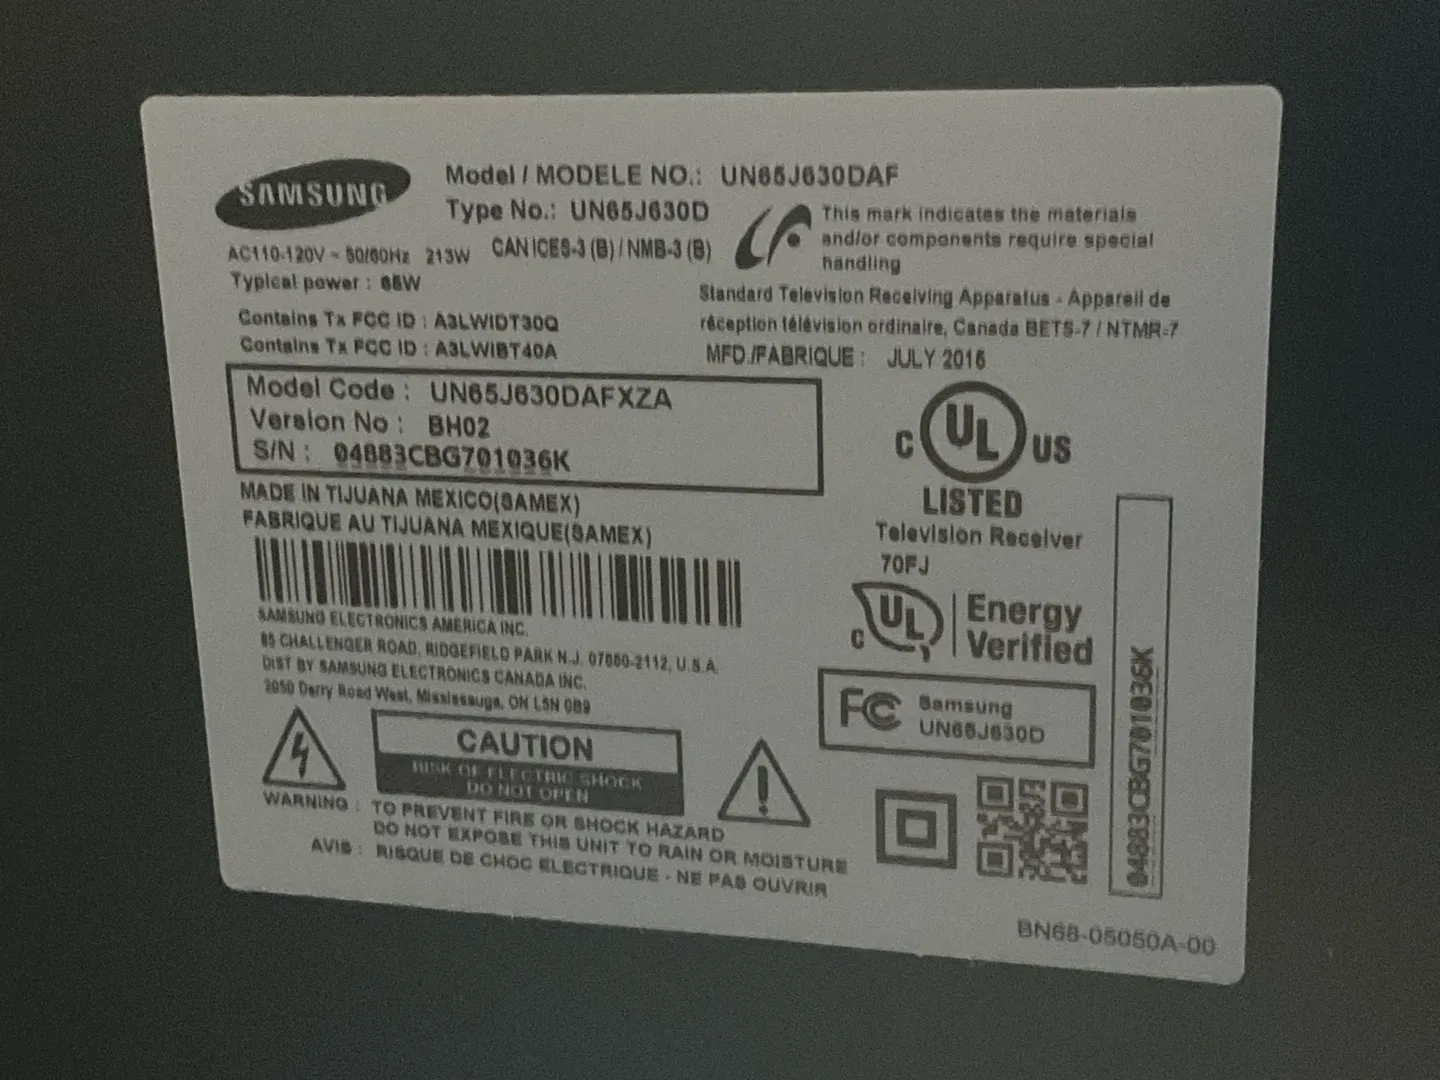 SAMSUNG
Model / MODELE NO.: UN65J630DAF
Type No.: UN65J630D
AC110-120V ~ 50/60Hz 213W CAN ICES-3 (B) / NMB-3 (B)
Typical power : 65W
This mark indicates the materials
and/or components require special
handling
Contains Tx FCC ID : A3LWIDT30Q
Contains Tx FCC ID : A3LWIBT40A
Standard Television Receiving Apparatus - Appareil de
réception télévision ordinaire, Canada BETS-7 / NTMR-7
MFD./FABRIQUE : JULY 2016
Model Code : UN65J630DAFXZA
Version No : BH02
S/N : 04883CBG701036K
C UL US
LISTED
Television Receiver
70FJ
MADE IN TIJUANA MEXICO(SAMEX)
FABRIQUE AU TIJUANA MEXIQUE(SAMEX)
SAMSUNG ELECTRONICS AMERICA INC.
85 CHALLENGER ROAD, RIDGEFIELD PARK N.J. 07660-2112, U.S.A.
DIST BY SAMSUNG ELECTRONICS CANADA INC.
2050 Derry Road West, Mississauga, ON L5N 0B9
C UL Energy
Verified
FC Samsung
UN65J630D
CAUTION
RISK OF ELECTRIC SHOCK
DO NOT OPEN
WARNING : TO PREVENT FIRE OR SHOCK HAZARD
DO NOT EXPOSE THIS UNIT TO RAIN OR MOISTURE
AVIS : RISQUE DE CHOC ELECTRIQUE - NE PAS OUVRIR
04883CBG701036K
BN68-05050A-00